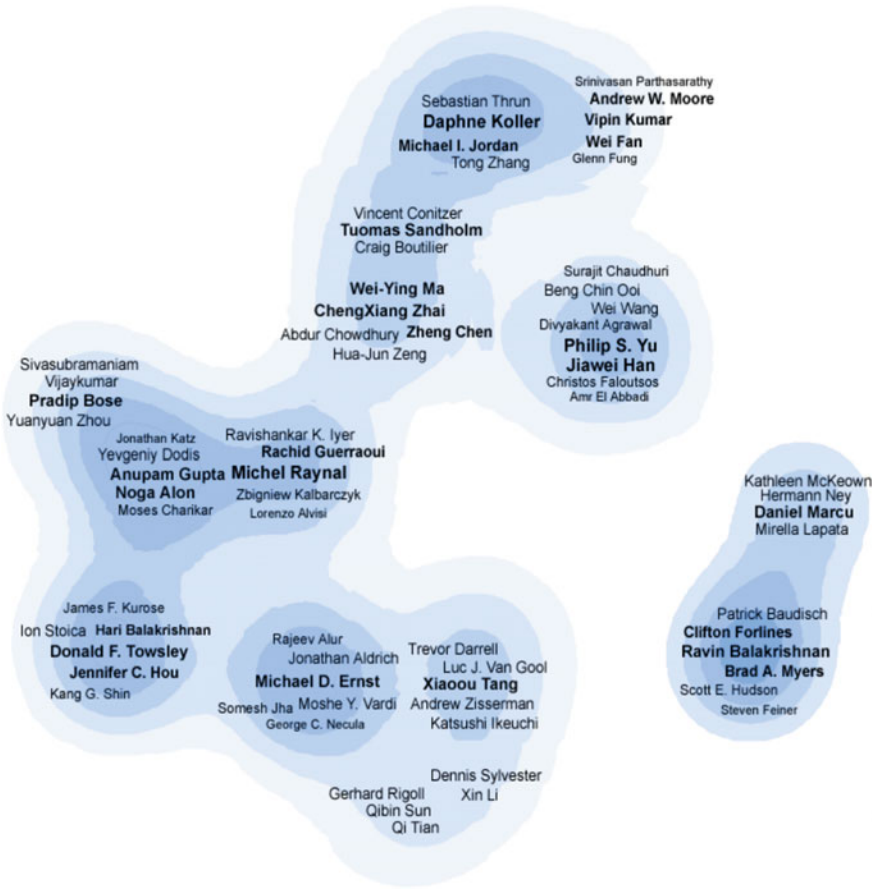 Srinivasan Parthasarathy
Andrew W. Moore
Vipin Kumar
Wei Fan
Glenn Fung
Sebastian Thrun
Daphne Koller
Michael I. Jordan
Tong Zhang
Vincent Conitzer
Tuomas Sandholm
Craig Boutilier
Wei-Ying Ma
ChengXiang Zhai
Abdur Chowdhury Zheng Chen
Hua-Jun Zeng
Surajit Chaudhuri
Beng Chin Ooi
Wei Wang
Divyakant Agrawal
Philip S. Yu
Jiawei Han
Christos Faloutsos
Amr El Abbadi
Sivasubramaniam
Vijaykumar
Pradip Bose
Yuanyuan Zhou
Jonathan Katz
Yevgeniy Dodis
Anupam Gupta
Noga Alon
Moses Charikar
Ravishankar K. Iyer
Rachid Guerraoui
Michel Raynal
Zbigniew Kalbarczyk
Lorenzo Alvisi
Kathleen McKeown
Hermann Ney
Daniel Marcu
Mirella Lapata
James F. Kurose
Ion Stoica Hari Balakrishnan
Donald F. Towsley
Jennifer C. Hou
Kang G. Shin
Rajeev Alur
Jonathan Aldrich
Michael D. Ernst
Somesh Jha Moshe Y. Vardi
George C. Necula
Trevor Darrell
Luc J. Van Gool
Xiaoou Tang
Andrew Zisserman
Katsushi Ikeuchi
Patrick Baudisch
Clifton Forlines
Ravin Balakrishnan
Brad A. Myers
Scott E. Hudson
Steven Feiner
Dennis Sylvester
Xin Li
Gerhard Rigoll
Qibin Sun
Qi Tian